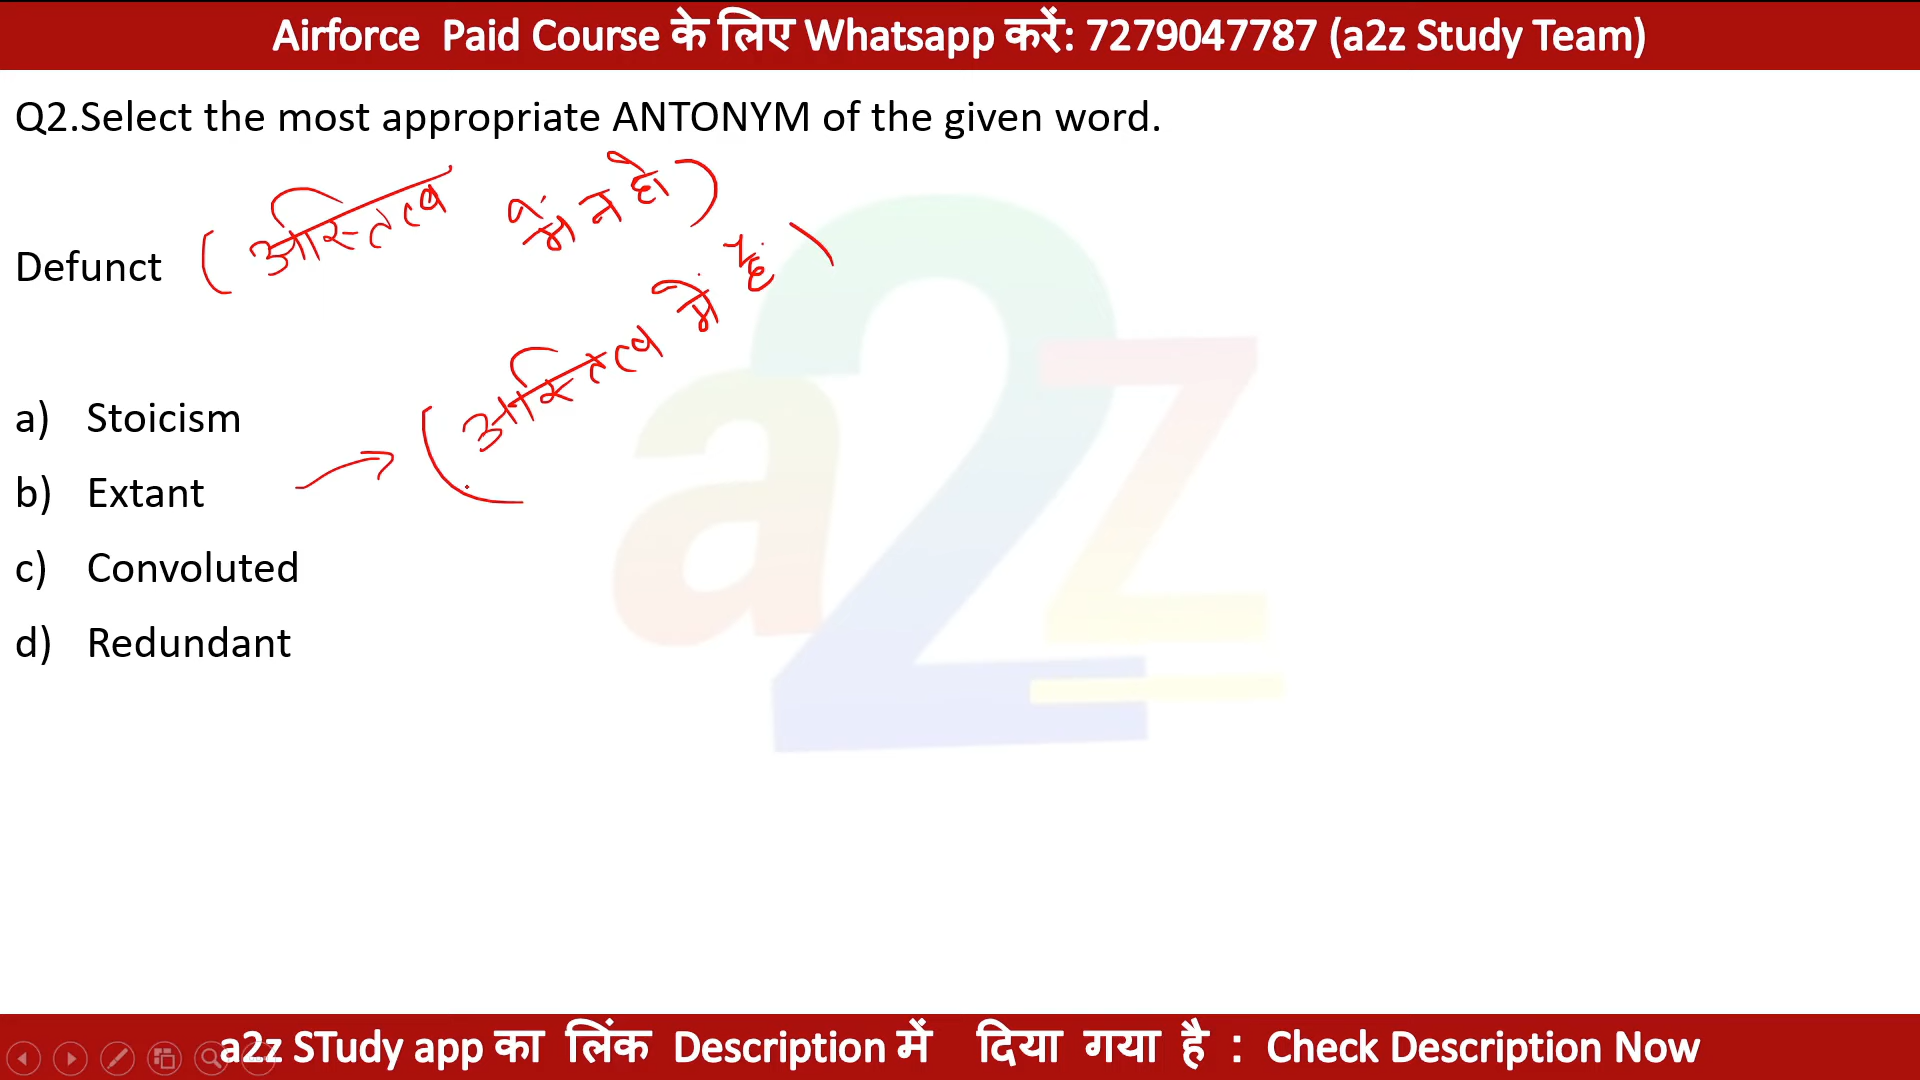 Airforce Paid Course के लिए Whatsapp करें: 7279047787 (a2z Study Team)
Q2.Select the most appropriate ANTONYM of the given word.
Defunct (अस्तित्व में न हो)
a) Stoicism
b) Extant → (अस्तित्व में है)
c) Convoluted
d) Redundant
a2z
a2z STudy app का लिंक Description में दिया गया है : Check Description Now